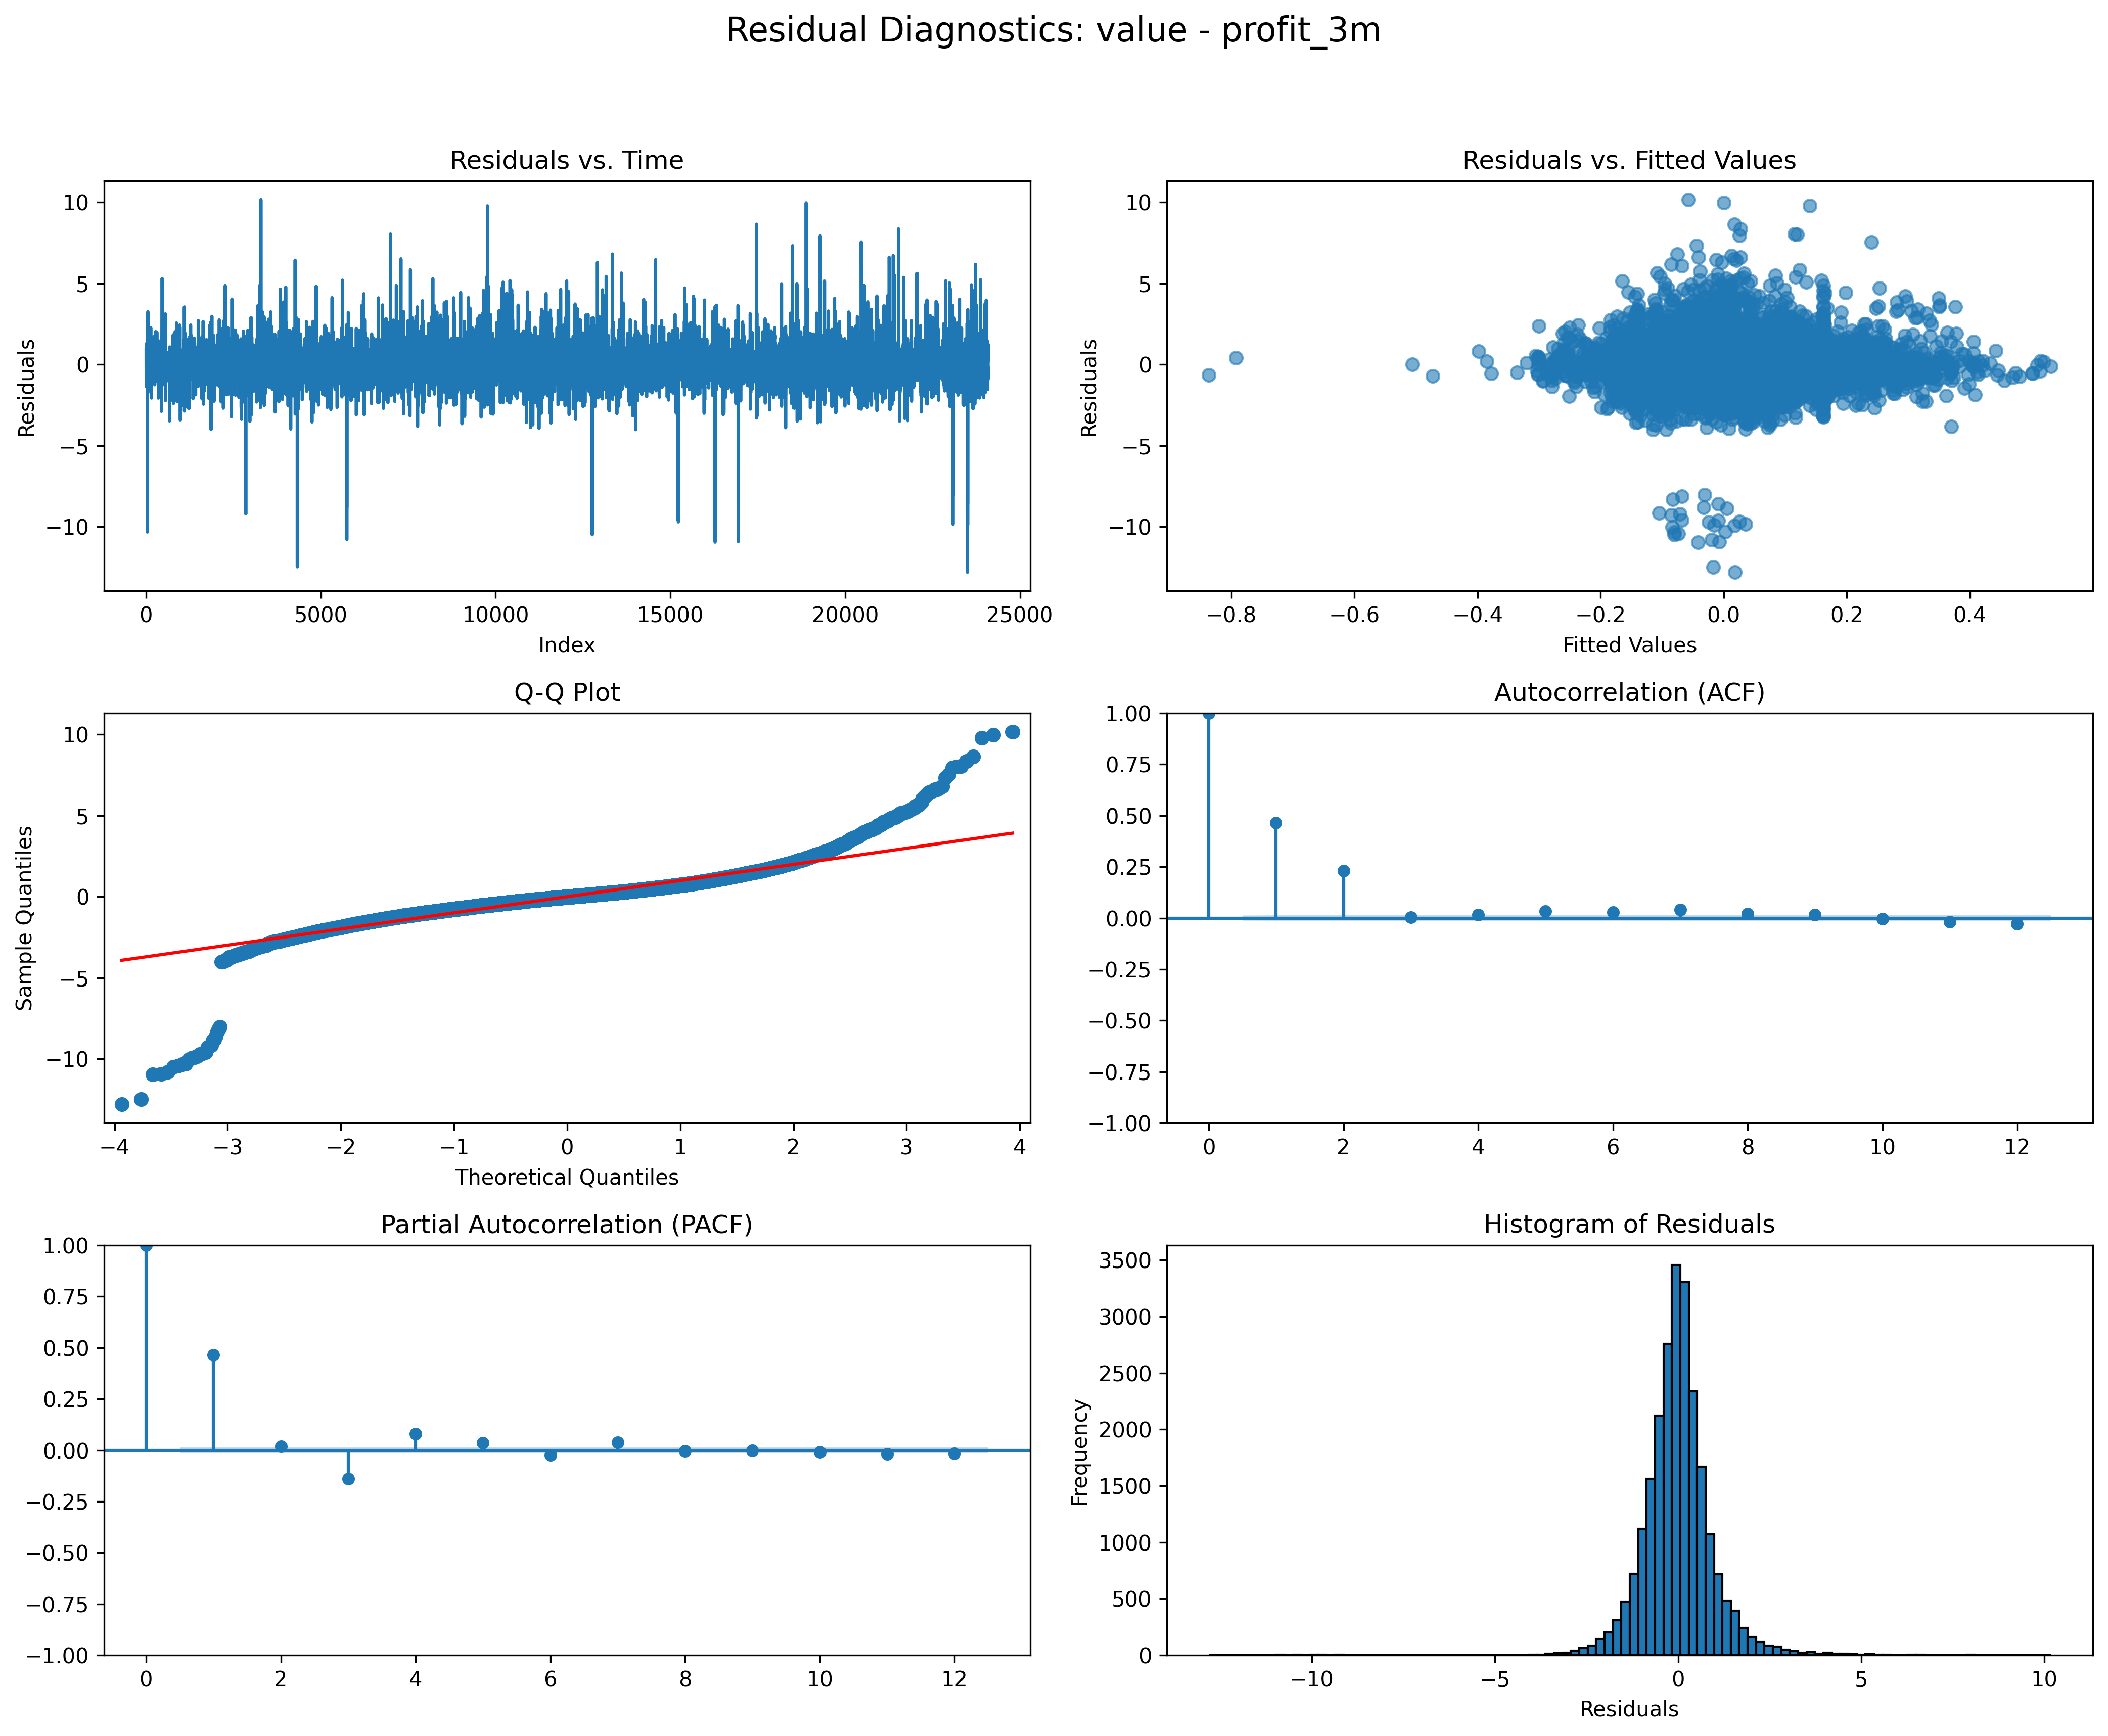 Residual Diagnostics: value - profit_3m
Residuals vs. Time
10
5
0
−5
−10
Residuals
0 5000 10000 15000 20000 25000
Index
Residuals vs. Fitted Values
10
5
0
−5
−10
Residuals
−0.8 −0.6 −0.4 −0.2 0.0 0.2 0.4
Fitted Values
Q-Q Plot
10
5
0
−5
−10
Sample Quantiles
−4 −3 −2 −1 0 1 2 3 4
Theoretical Quantiles
Autocorrelation (ACF)
1.00
0.75
0.50
0.25
0.00
−0.25
−0.50
−0.75
−1.00
0 2 4 6 8 10 12
Partial Autocorrelation (PACF)
1.00
0.75
0.50
0.25
0.00
−0.25
−0.50
−0.75
−1.00
0 2 4 6 8 10 12
Histogram of Residuals
3500
3000
2500
2000
1500
1000
500
0
Frequency
−10 −5 0 5 10
Residuals